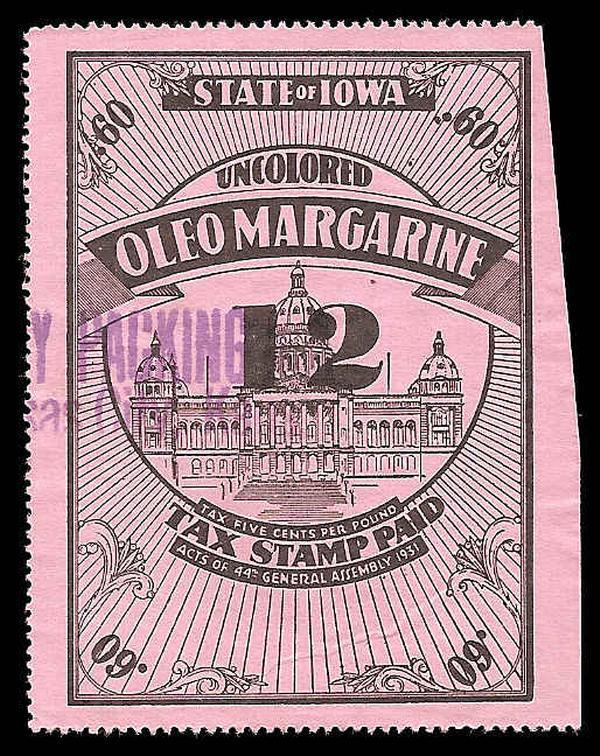 STATE OF IOWA
.60 .60
UNCOLORED
OLEOMARGARINE
12
PACKING
TAX FIVE CENTS PER POUND
TAX STAMP PAID
ACTS OF 44TH GENERAL ASSEMBLY 1931
.60 .60